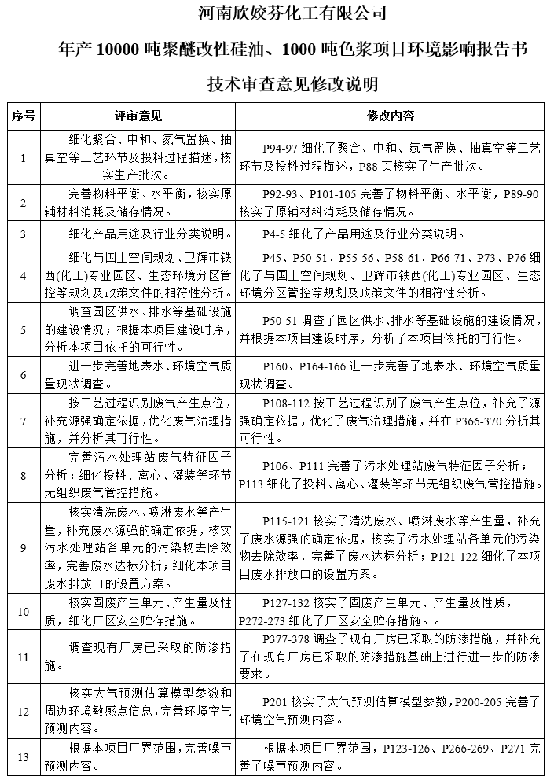 河南欣姣芬化工有限公司
年产10000吨聚醚改性硅油、1000吨色浆项目环境影响报告书
技术审查意见修改说明
序号
评审意见
修改内容
1
细化聚合、中和、氮气置换、抽
真空等工艺环节及投料过程描述，核
实生产批次。
P94-97细化了聚合、中和、氮气置换、抽真空等工艺
环节及投料过程描述，P88页核实了生产批次。
2
完善物料平衡、水平衡，核实原
辅材料消耗及储存情况。
P92-93、P101-105完善了物料平衡、水平衡，P89-90
核实了原辅材料消耗及储存情况。
3
细化产品用途及行业分类说明。
P4-5细化了产品用途及行业分类说明。
4
细化与国土空间规划、卫辉市铁
西(化工)专业园区、生态环境分区管
控等规划及政策文件的相符性分析。
P45、P50-51、P55-56、P58-61、P66-71、P73、P76细
化了与国土空间规划、卫辉市铁西(化工)专业园区、生态
环境分区管控等规划及政策文件的相符性分析。
5
调查园区供水、排水等基础设施
的建设情况，根据本项目建设时序，
分析本项目依托的可行性。
P50-51调查了园区供水、排水等基础设施的建设情况，
并根据本项目建设时序，分析了本项目依托的可行性。
6
进一步完善地表水、环境空气质
量现状调查。
P160、P164-166进一步完善了地表水、环境空气质量
现状调查。
7
按工艺过程识别废气产生点位，
补充源强确定依据，优化废气治理措
施，并分析其可行性。
P108-112按工艺过程识别了废气产生点位，补充了源
强确定依据，优化了废气治理措施，并在P366-370分析其
可行性。
8
完善污水处理站废气特征因子
分析；细化投料、离心、灌装等环节
无组织废气管控措施。
P106、P111完善了污水处理站废气特征因子分析；
P113细化了投料、离心、灌装等环节无组织废气管控措施。
9
核实清洗废水、喷淋废水等产生
量，补充废水源强的确定依据，核实
污水处理站各单元的污染物去除效
率，完善废水达标分析；细化本项目
废水排放口的设置方案。
P115-121核实了清洗废水、喷淋废水等产生量，补充
了废水源强的确定依据，核实了污水处理站各单元的污染
物去除效率，完善了废水达标分析；P121-122细化了本项
目废水排放口的设置方案。
10
核实固废产生单元、产生量及性
质，细化厂区安全贮存措施。
P127-132核实了固废产生单元、产生量及性质，
P272-273细化了厂区安全贮存措施。。
11
调查现有厂房已采取的防渗措
施。
P377-378调查了现有厂房已采取的防渗措施，并补充
了在现有厂房已采取的防渗措施基础上进行进一步的防渗
要求。
12
核实大气预测估算模型参数和
周边环境敏感点信息，完善环境空气
预测内容。
P201核实了大气预测估算模型参数，P200-205完善了
环境空气预测内容。
13
根据本项目厂界范围，完善噪声
预测内容。
根据本项目厂界范围，P123-126、P266-269、P271完
善了噪声预测内容。